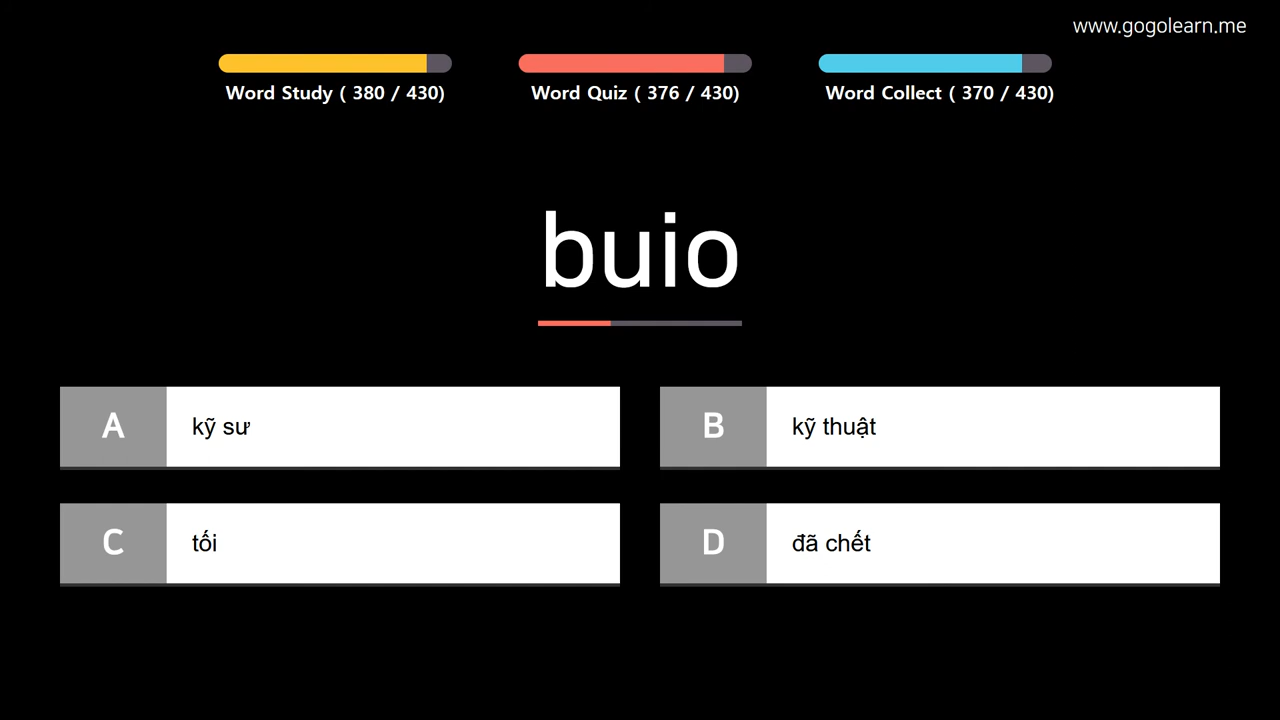 www.gogolearn.me
Word Study ( 380 / 430)
Word Quiz ( 376 / 430)
Word Collect ( 370 / 430)
buio
A
kỹ sư
B
kỹ thuật
C
tối
D
đã chết